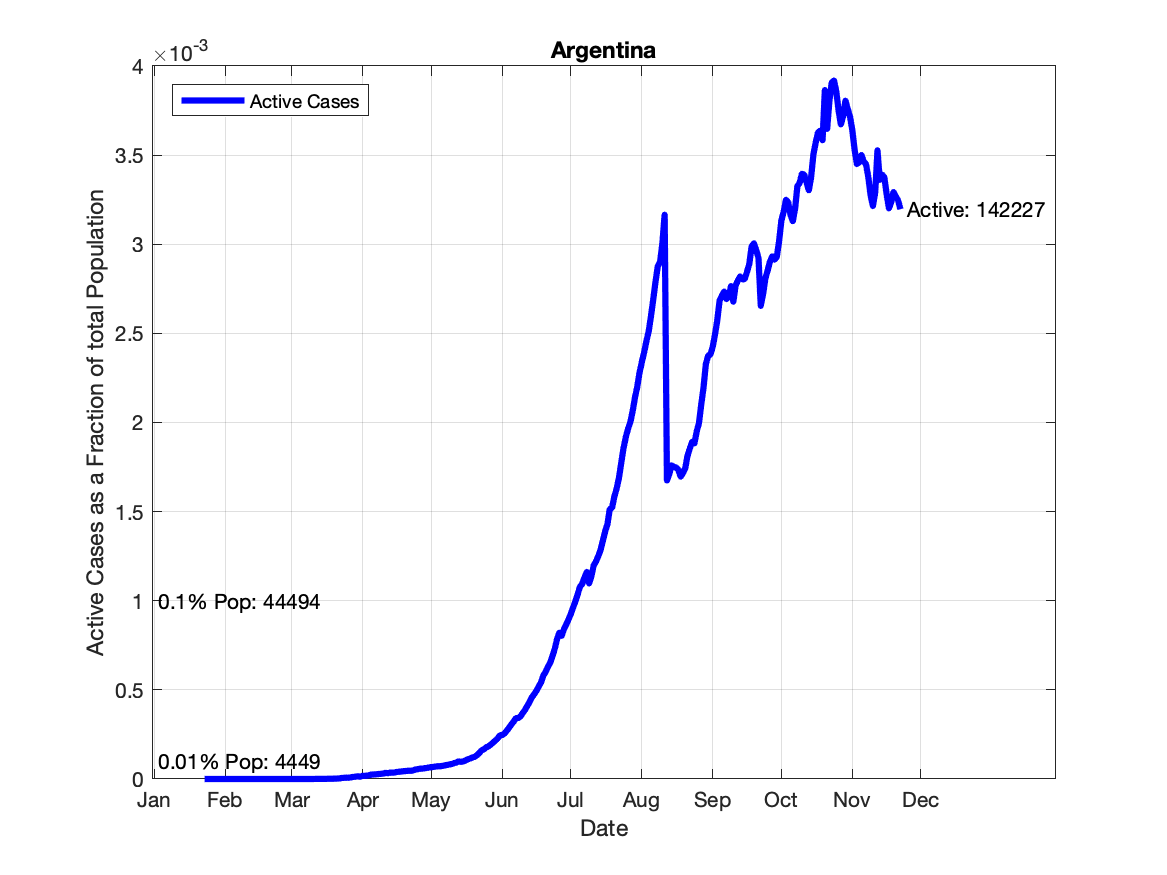 Argentina
×10-3
4
3.5
3
2.5
2
1.5
1
0.5
0
Active Cases as a Fraction of total Population
Active Cases
Active: 142227
0.1% Pop: 44494
0.01% Pop: 4449
Jan Feb Mar Apr May Jun Jul Aug Sep Oct Nov Dec
Date